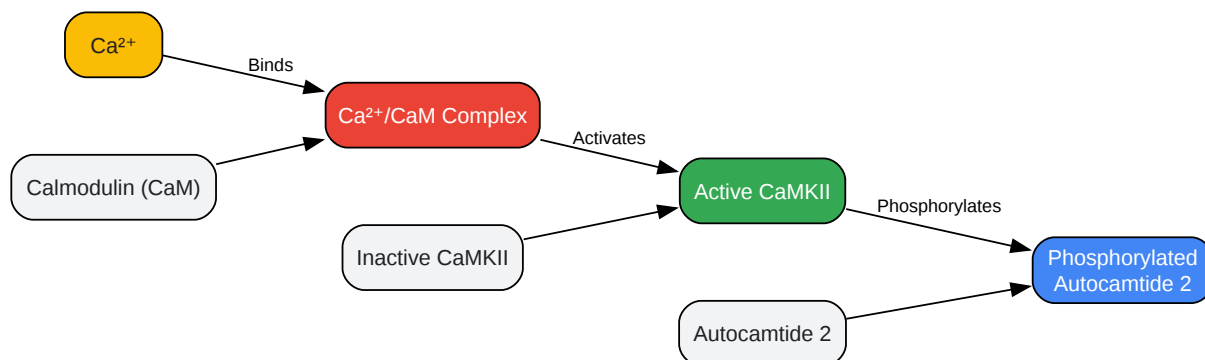 Ca²⁺
Binds
Ca²⁺/CaM Complex
Calmodulin (CaM)
Activates
Active CaMKII
Inactive CaMKII
Phosphorylates
Phosphorylated
Autocamtide 2
Autocamtide 2